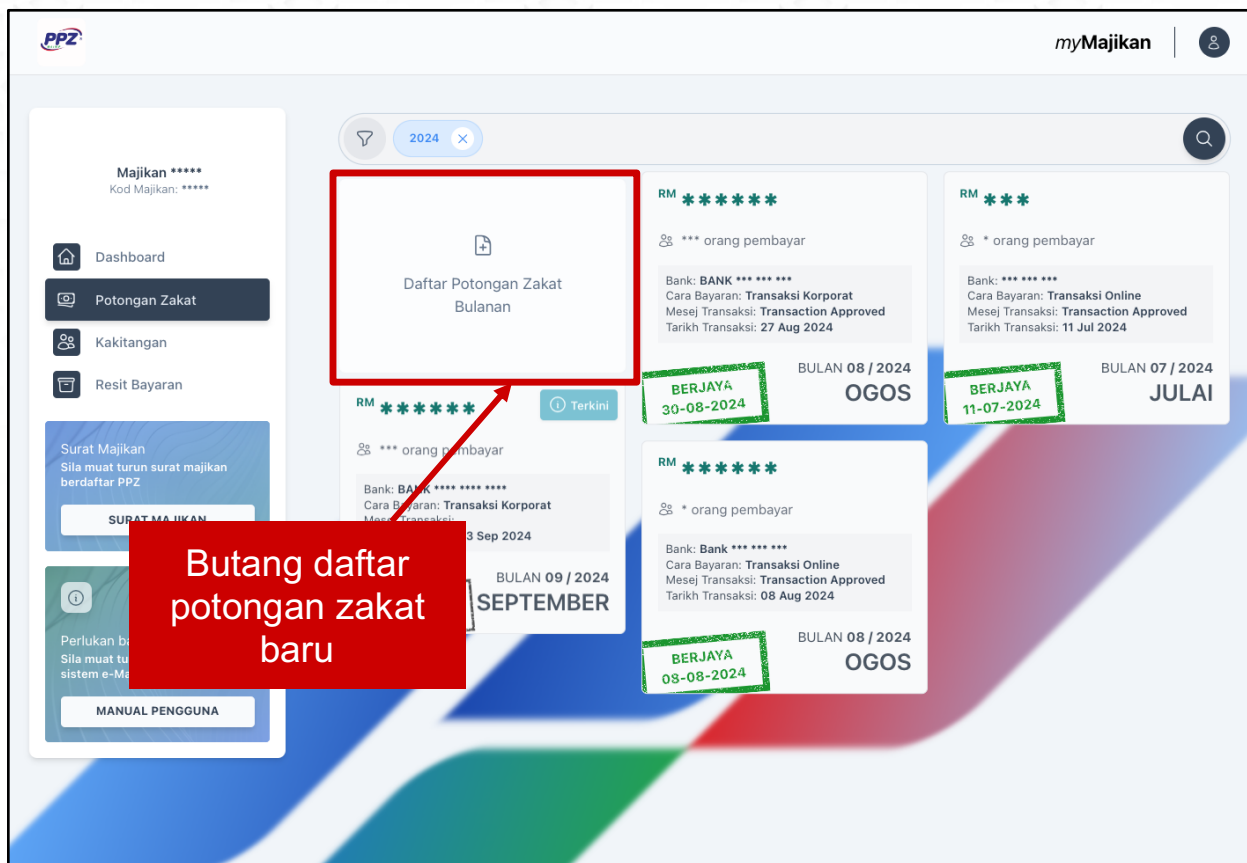 PPZ
myMajikan
Majikan *****
Kod Majikan: *****
Dashboard
Potongan Zakat
Kakitangan
Resit Bayaran
Surat Majikan
Sila muat turun surat majikan
berdaftar PPZ
SURAT MAJIKAN
Perlukan
Sila muat
sistem
MANUAL PENGGUNA
2024
Daftar Potongan Zakat
Bulanan
RM ******
*** orang pembayar
Bank: BANK *** *** ***
Cara Bayaran: Transaksi Korporat
Mesej Transaksi: Transaction Approved
Tarikh Transaksi: 27 Aug 2024
BERJAYA
30-08-2024
BULAN 08 / 2024
OGOS
RM ***
* orang pembayar
Bank: *** *** ***
Cara Bayaran: Transaksi Online
Mesej Transaksi: Transaction Approved
Tarikh Transaksi: 11 Jul 2024
BERJAYA
11-07-2024
BULAN 07 / 2024
JULAI
RM ******
Terkini
*** orang pembayar
Bank: BANK **** **** ****
Cara Bayaran: Transaksi Korporat
Mesej Transaksi:
3 Sep 2024
BULAN 09 / 2024
SEPTEMBER
RM ******
* orang pembayar
Bank: Bank *** *** ***
Cara Bayaran: Transaksi Online
Mesej Transaksi: Transaction Approved
Tarikh Transaksi: 08 Aug 2024
BERJAYA
08-08-2024
BULAN 08 / 2024
OGOS
Butang daftar
potongan zakat
baru